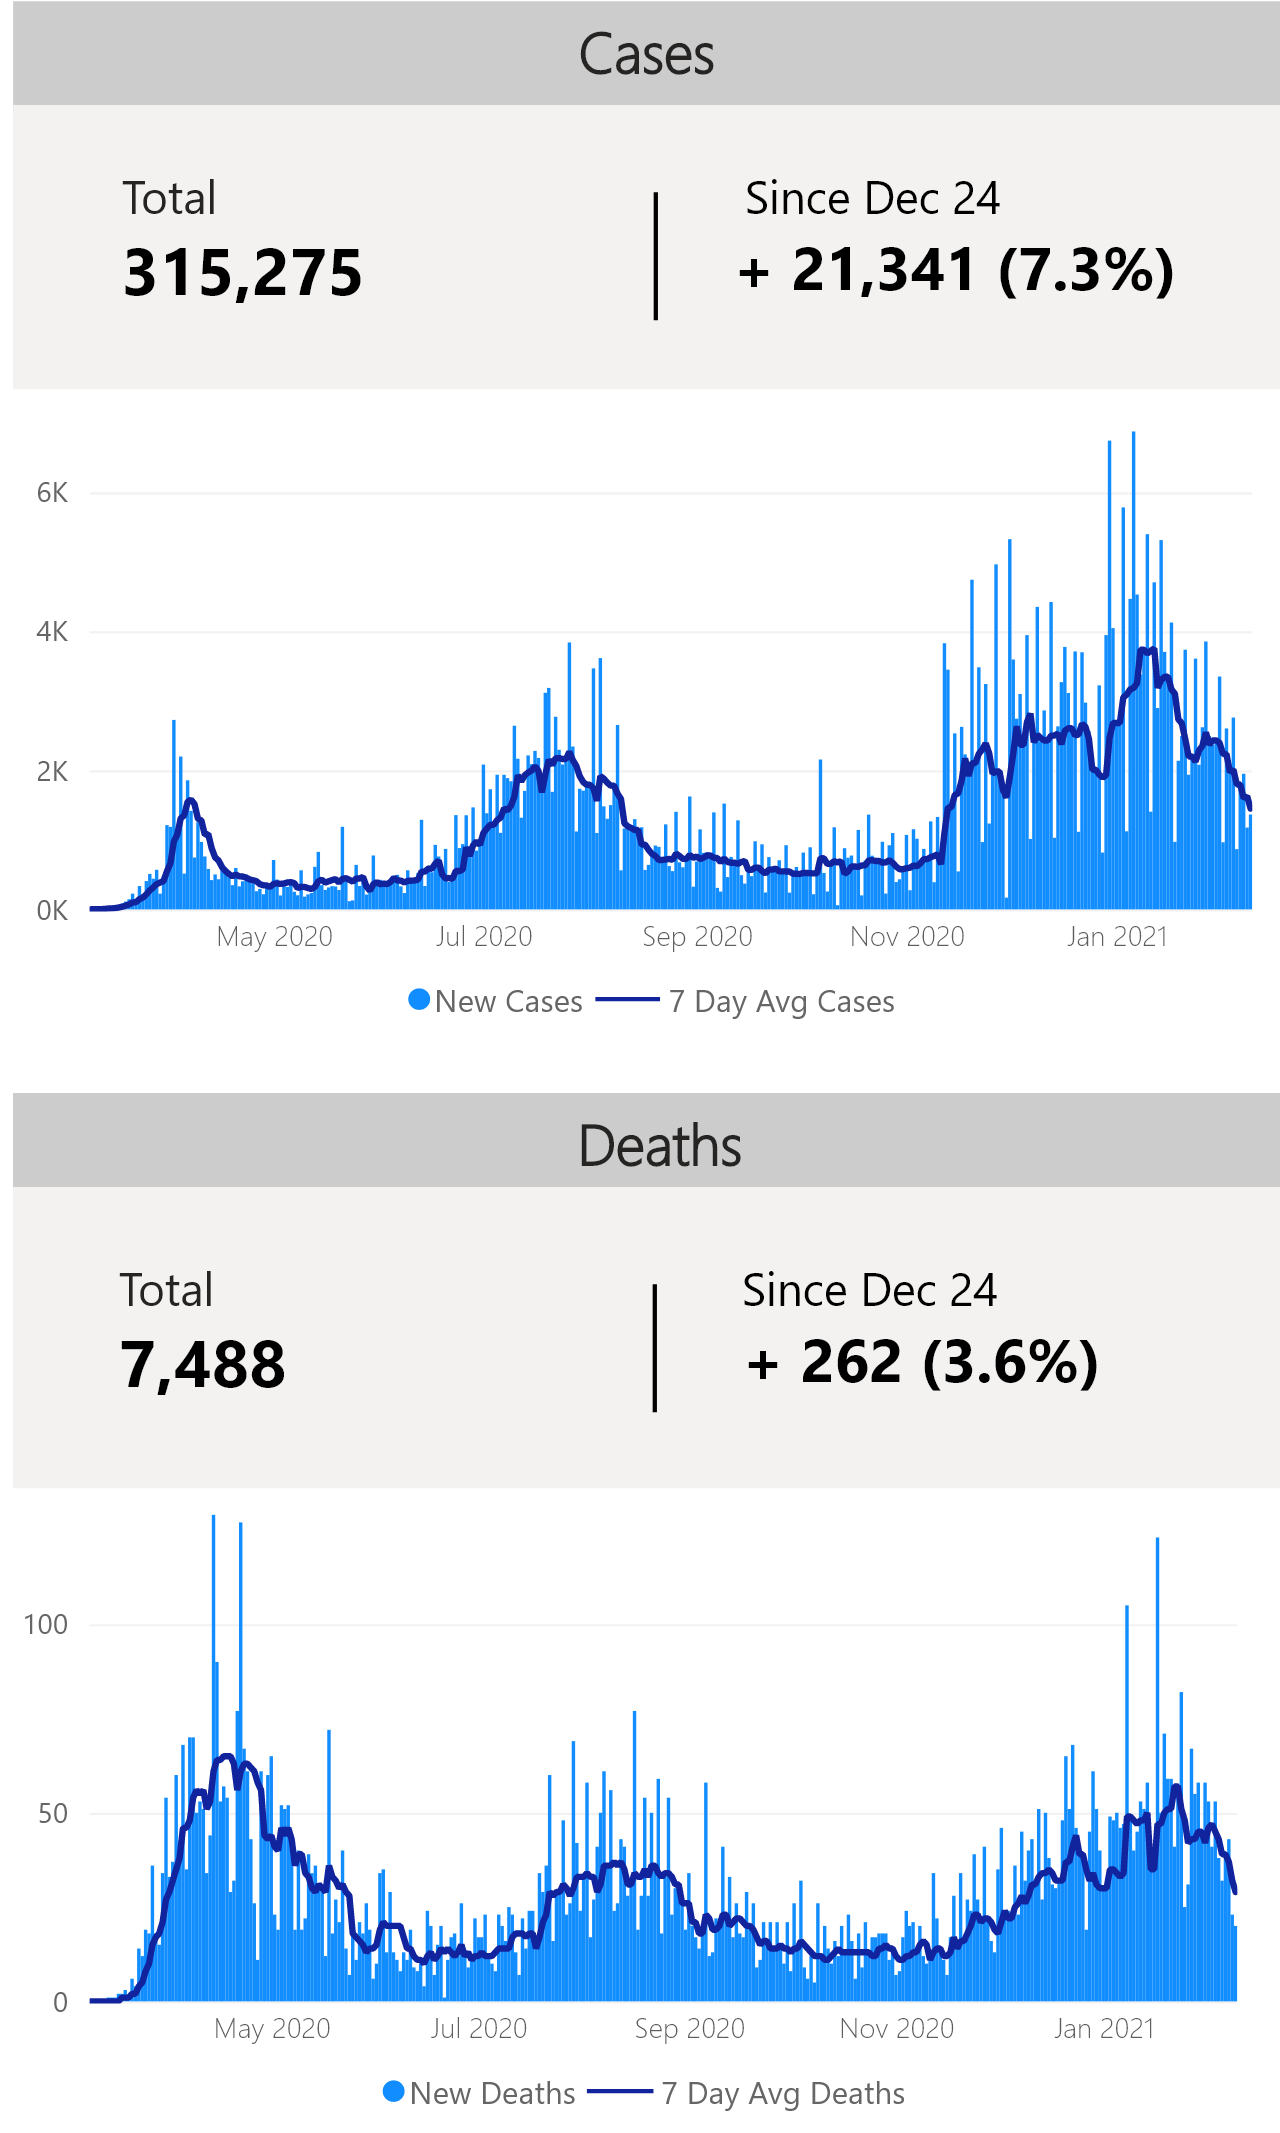 Cases
Total
Since Dec 24
315,275
+ 21,341 (7.3%)
6K
4K
2K
0K
May 2020
Jul 2020
Sep 2020
Nov 2020
Jan 2021
New Cases
7 Day Avg Cases
Deaths
Total
Since Dec 24
7,488
+ 262 (3.6%)
100
50
0
May 2020
Jul 2020
Sep 2020
Nov 2020
Jan 2021
New Deaths
7 Day Avg Deaths